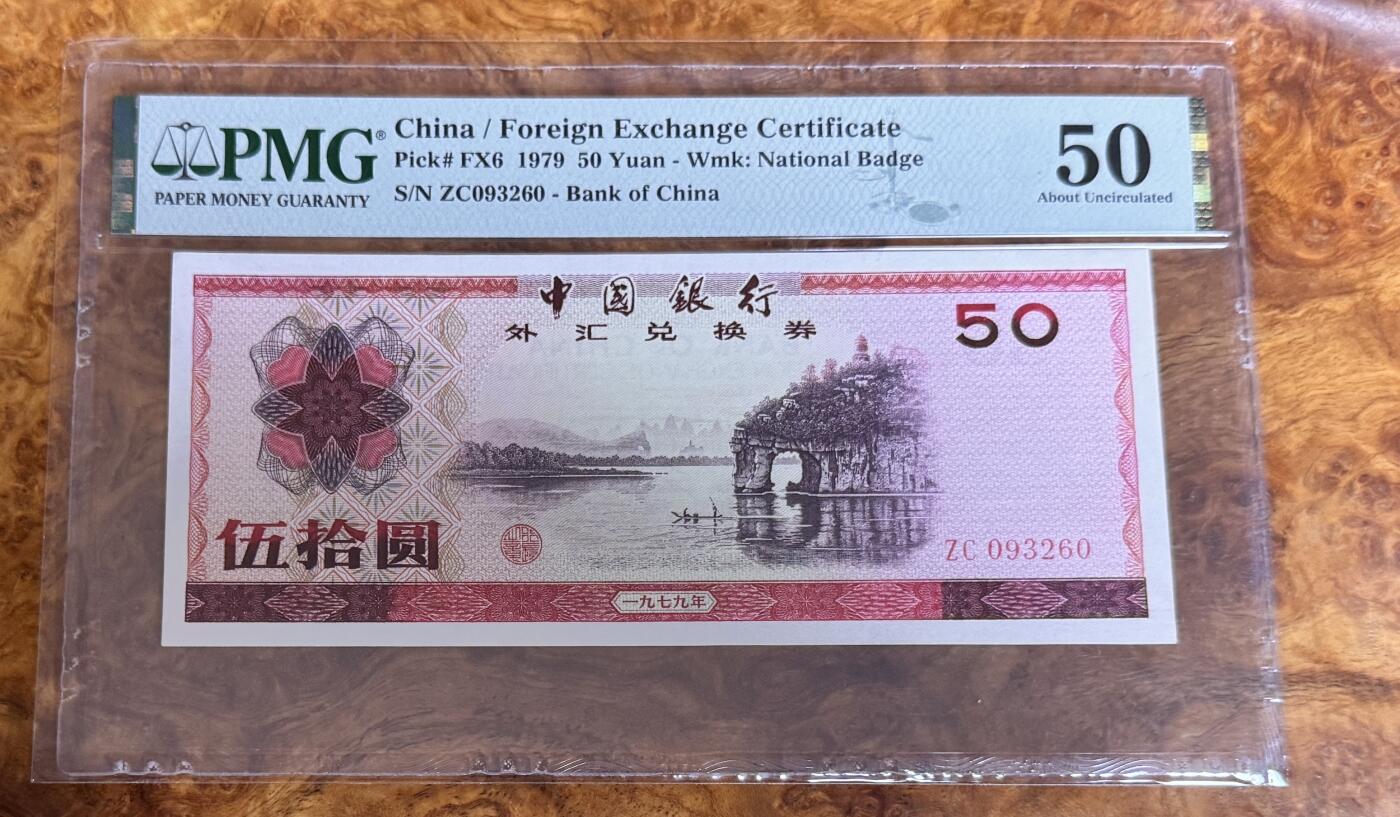 PMG®
PAPER MONEY GUARANTY
China / Foreign Exchange Certificate
Pick# FX6 1979 50 Yuan - Wmk: National Badge
S/N ZC093260 - Bank of China
50
About Uncirculated
中國銀行
外汇兑换券
50
伍拾圆
ZC 093260
一九七九年